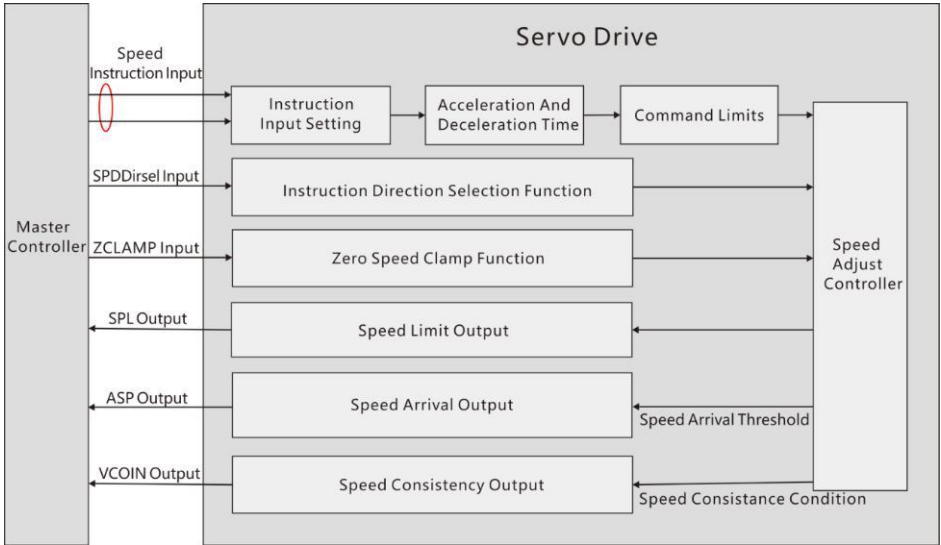 Servo Drive
Speed
Instruction Input
Instruction
Input Setting
Acceleration And
Deceleration Time
Command Limits
SPDDirsel Input
Instruction Direction Selection Function
Master
Controller
ZCLAMP Input
Zero Speed Clamp Function
Speed
Adjust
Controller
SPL Output
Speed Limit Output
ASP Output
Speed Arrival Output
Speed Arrival Threshold
VCOIN Output
Speed Consistency Output
Speed Consistance Condition